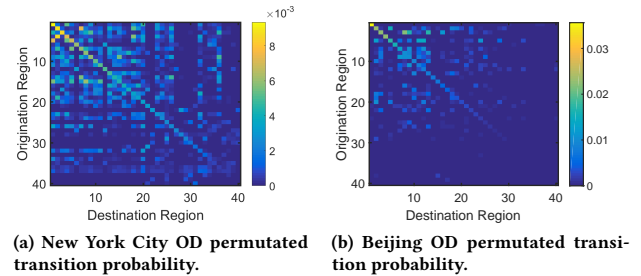 ×10⁻³
Origination Region
10
20
30
40
10 20 30 40
Destination Region
8
6
4
2
0
(a) New York City OD permutated
transition probability.
Origination Region
10
20
30
40
10 20 30 40
Destination Region
0.03
0.02
0.01
0
(b) Beijing OD permutated transi-
tion probability.